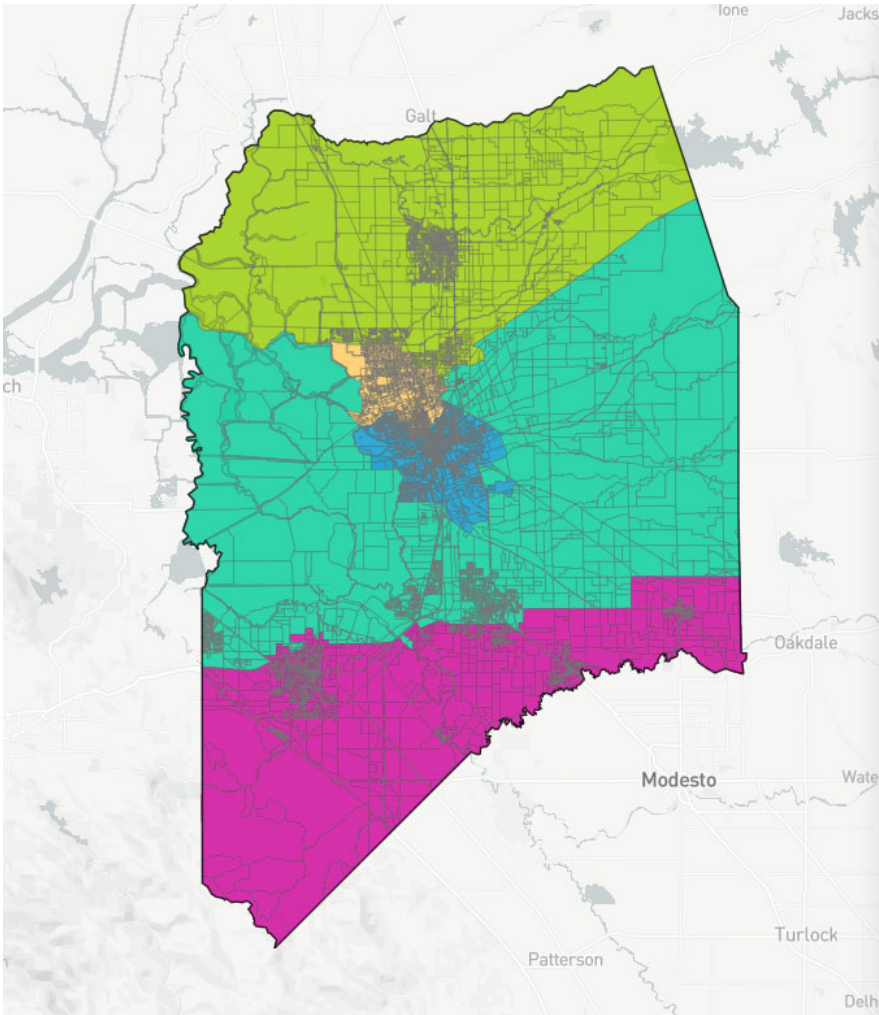 Ione
Jacks
Galt
ch
Oakdale
Modesto
Wate
Turlock
Patterson
Delh